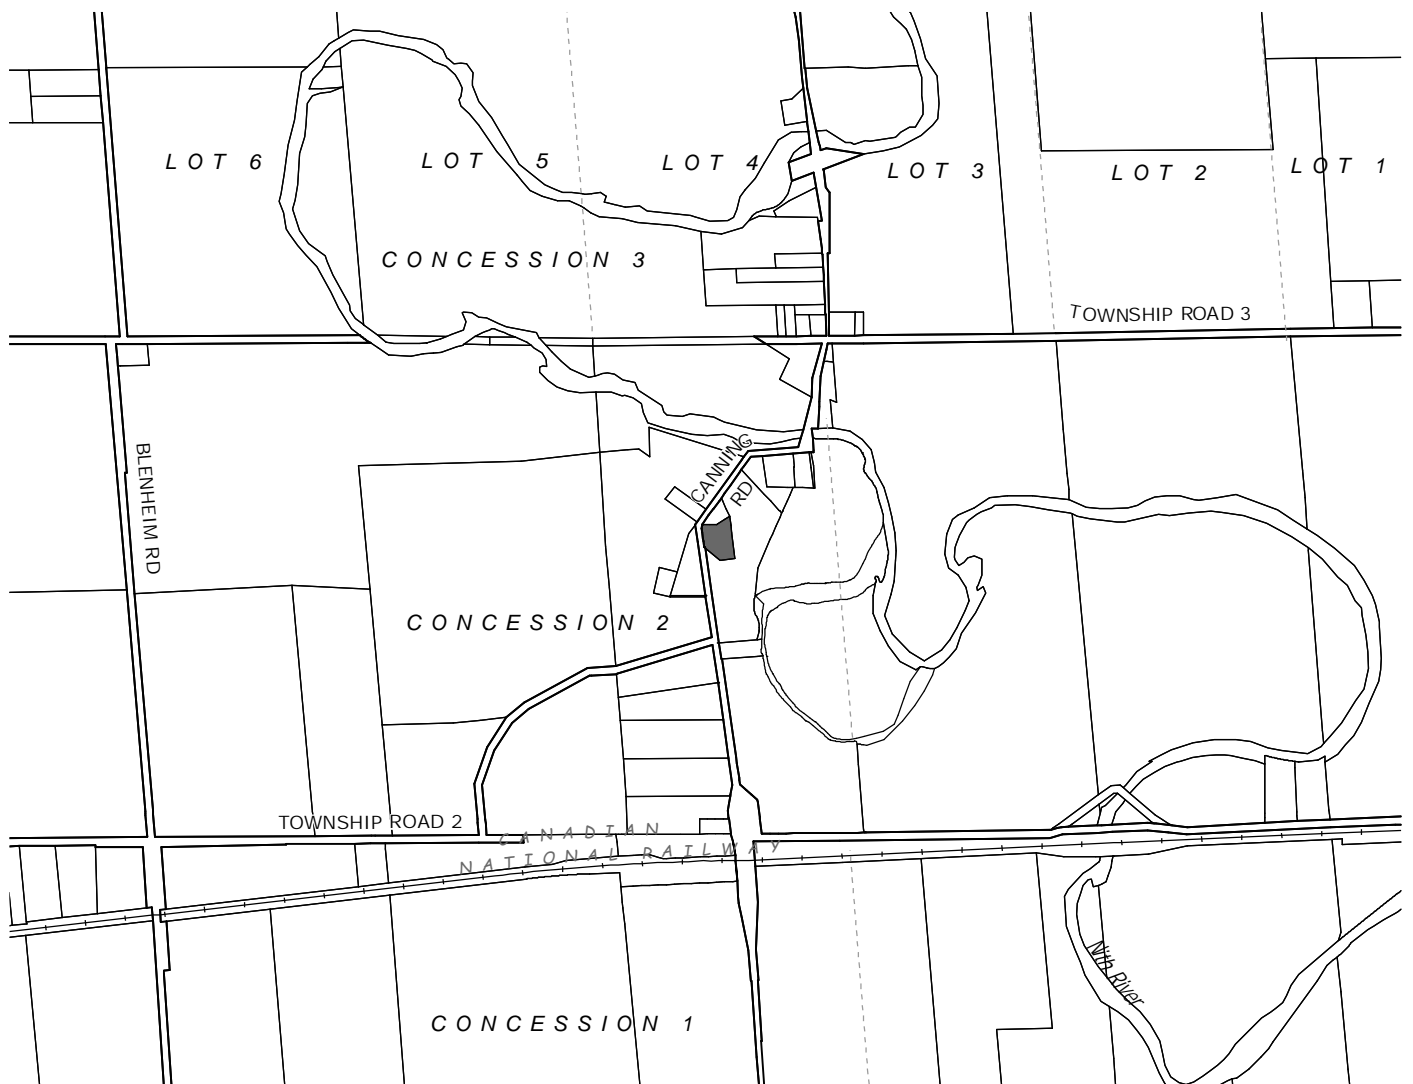 LOT 6
LOT 5
LOT 4
LOT 3
LOT 2
LOT 1
CONCESSION 3
TOWNSHIP ROAD 3
BLENHEIM RD
CANNING
RD
CONCESSION 2
TOWNSHIP ROAD 2
CANADIAN
NATIONAL RAILWAY
Nith River
CONCESSION 1